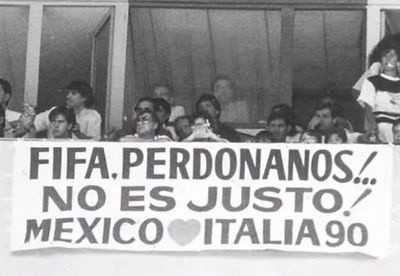 FIFA, PERDONANOS!...
NO ES JUSTO!
MEXICO ITALIA 90